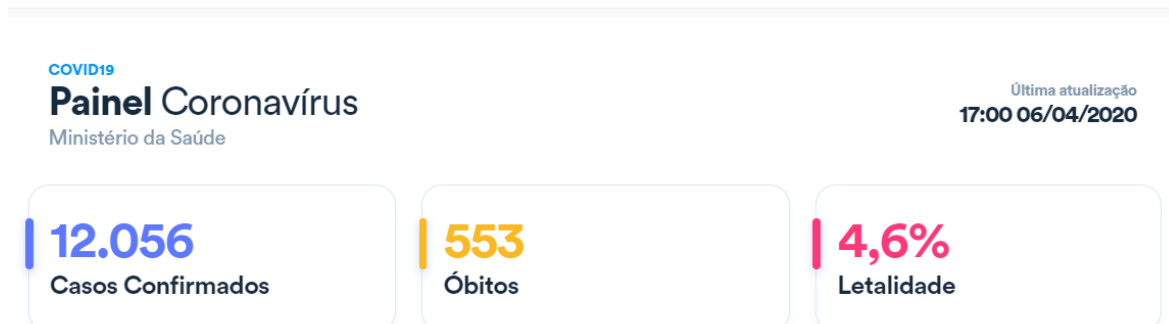 COVID19
Painel Coronavírus
Ministério da Saúde
Última atualização
17:00 06/04/2020
12.056
Casos Confirmados
553
Óbitos
4,6%
Letalidade